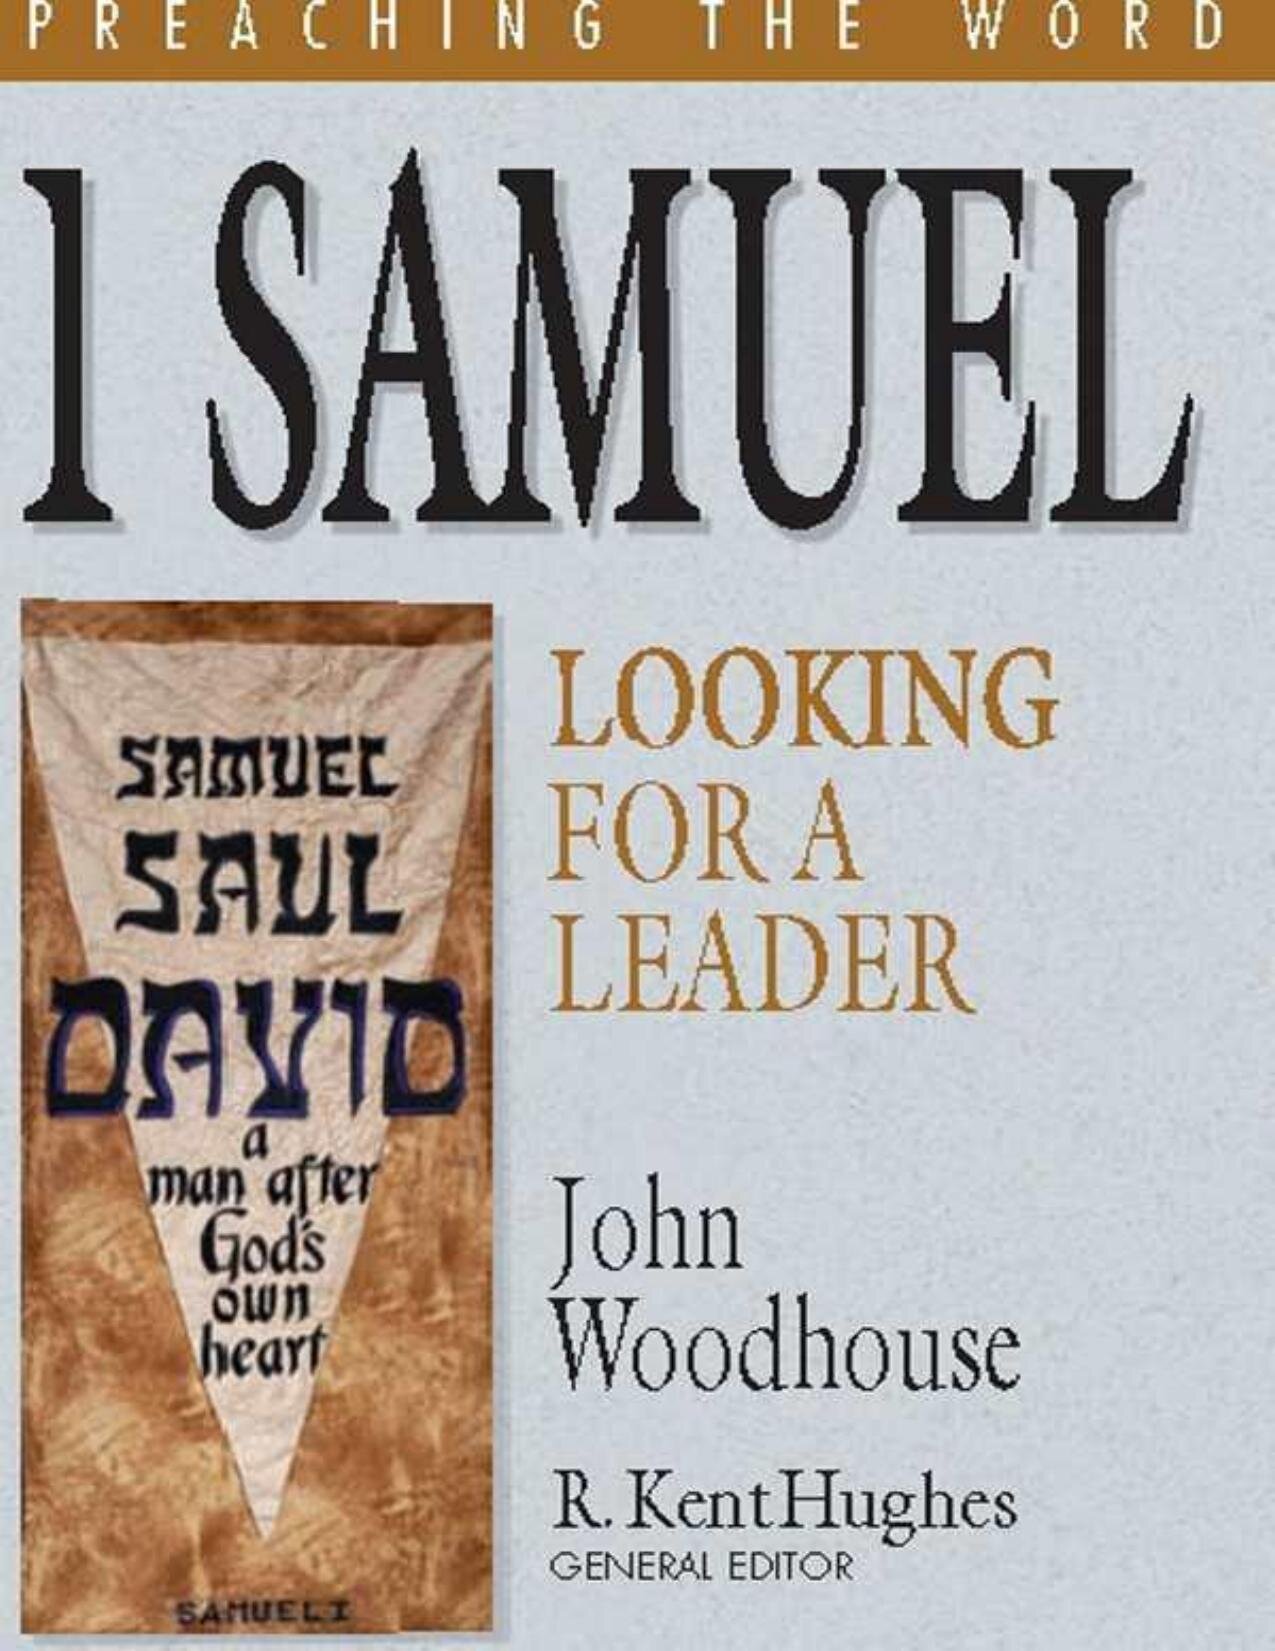 PREACHING THE WORD
1 SAMUEL
SAMUEL
SAUL
DAVID
a
man after
God's
own
heart
SAMUEL I
LOOKING
FOR A
LEADER
John
Woodhouse
R. Kent Hughes
GENERAL EDITOR